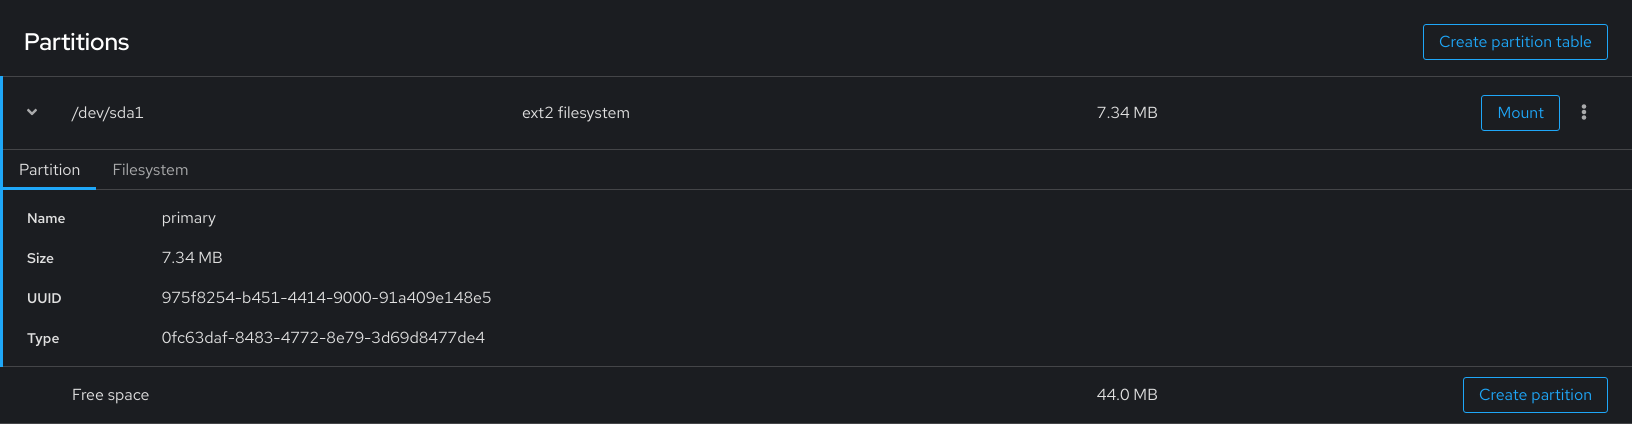 Partitions
Create partition table
/dev/sda1 ext2 filesystem 7.34 MB Mount
Partition Filesystem
Name primary
Size 7.34 MB
UUID 975f8254-b451-4414-9000-91a409e148e5
Type 0fc63daf-8483-4772-8e79-3d69d8477de4
Free space 44.0 MB Create partition